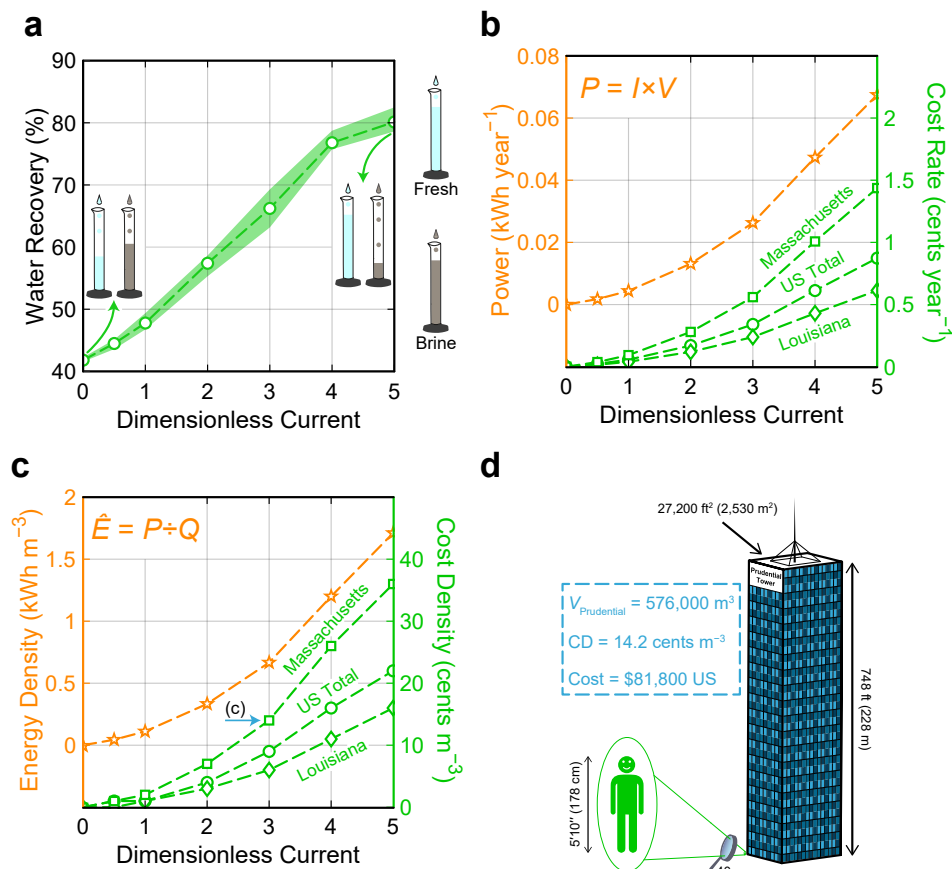 a
90
80
70
60
50
40
Water Recovery (%)
0 1 2 3 4 5
Dimensionless Current
Fresh
Brine
b
0.08
0.06
0.04
0.02
0
Power (kWh year⁻¹)
P = I×V
Massachusetts
US Total
Louisiana
2
1.5
1
0.5
0
Cost Rate (cents year⁻¹)
0 1 2 3 4 5
Dimensionless Current
c
2
1.5
1
0.5
0
Energy Density (kWh m⁻³)
Ê = P÷Q
Massachusetts
US Total
Louisiana
(c)
40
30
20
10
0
Cost Density (cents m⁻³)
0 1 2 3 4 5
Dimensionless Current
d
27,200 ft² (2,530 m²)
Prudential
Tower
V_Prudential = 576,000 m³
CD = 14.2 cents m⁻³
Cost = $81,800 US
748 ft (228 m)
5'10'' (178 cm)